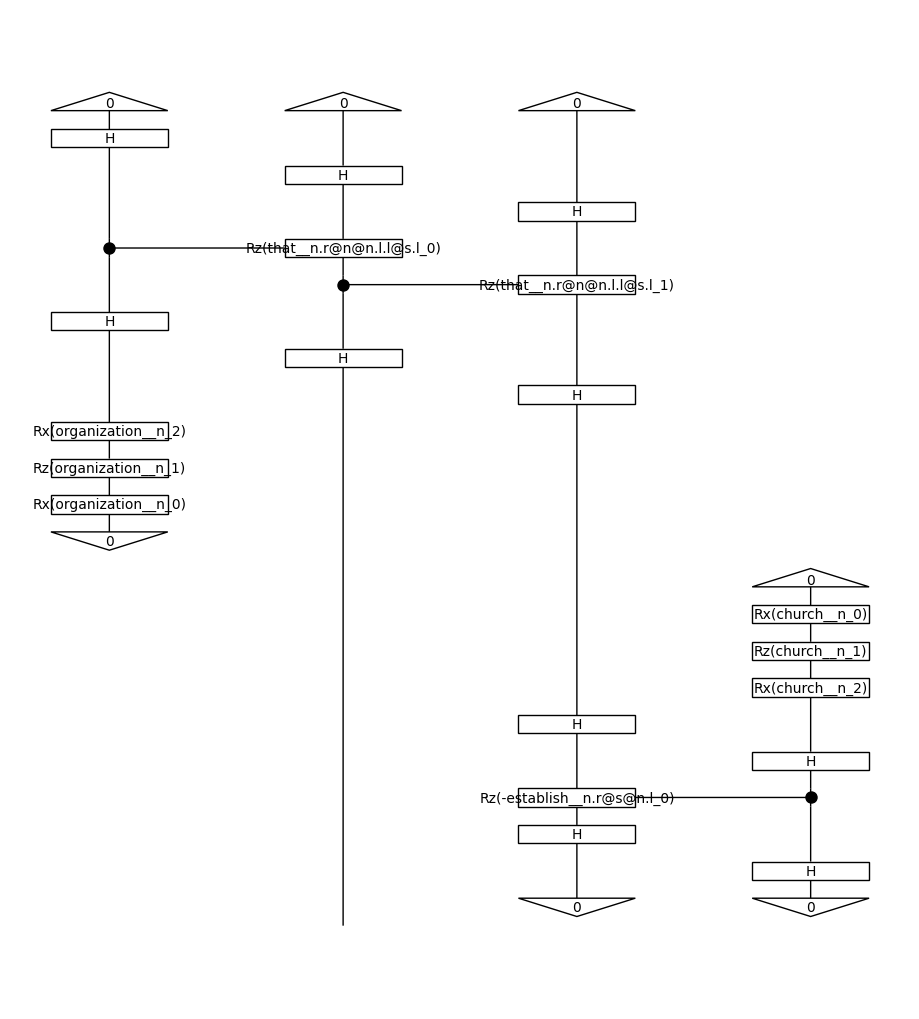 0 0 0
H
H
H
Rz(that__n.r@n@n.l.l@s.l_0)
Rz(that__n.r@n@n.l.l@s.l_1)
H
H
H
Rx(organization__n_2)
Rz(organization__n_1)
Rx(organization__n_0)
0
0
Rx(church__n_0)
Rz(church__n_1)
Rx(church__n_2)
H
H
Rz(-establish__n.r@s@n.l_0)
H
H
0 0